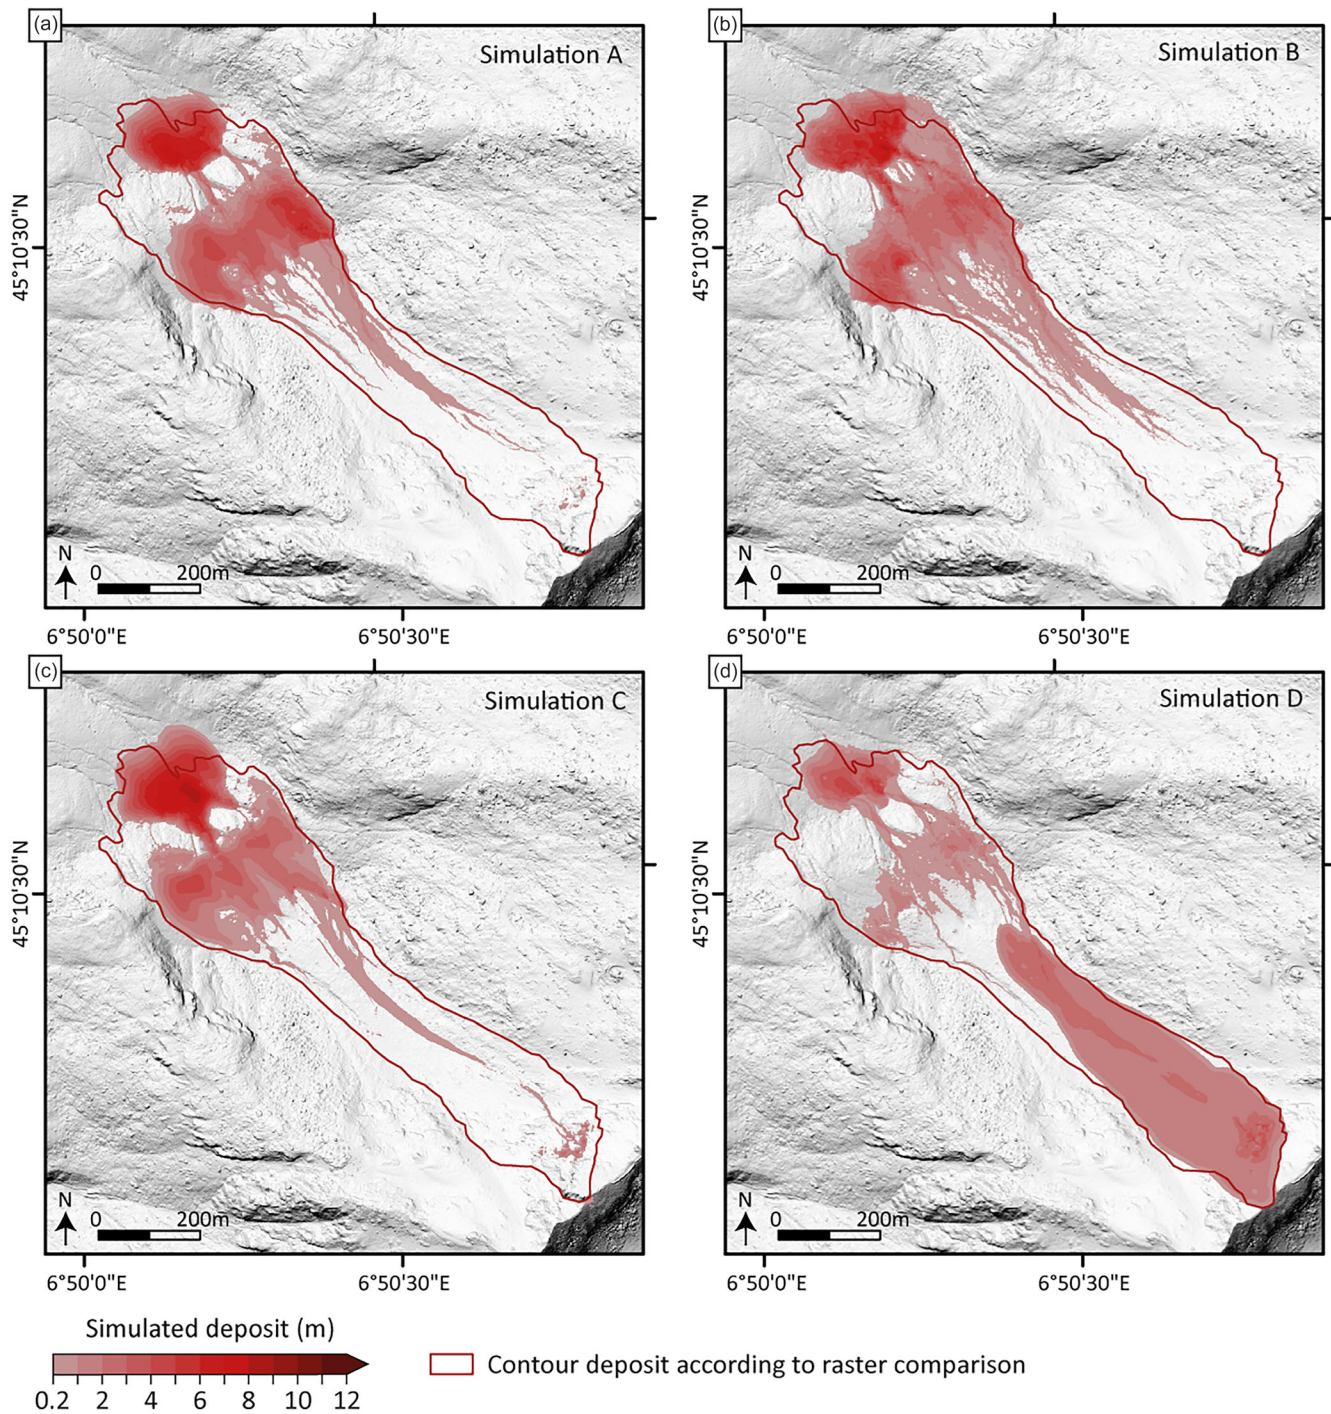 (a)
Simulation A
45°10'30"N
N
0 200m
6°50'0"E 6°50'30"E
(b)
Simulation B
45°10'30"N
N
0 200m
6°50'0"E 6°50'30"E
(c)
Simulation C
45°10'30"N
N
0 200m
6°50'0"E 6°50'30"E
(d)
Simulation D
45°10'30"N
N
0 200m
6°50'0"E 6°50'30"E
Simulated deposit (m)
0.2 2 4 6 8 10 12
Contour deposit according to raster comparison